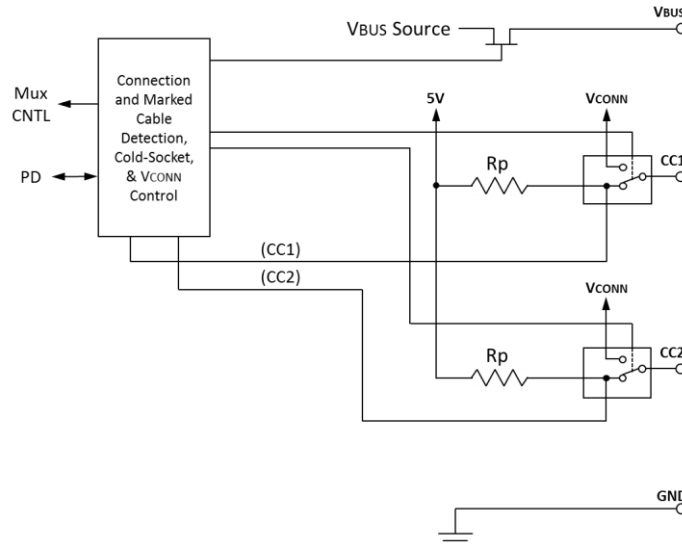 VBUS
VBUS Source
Mux
CNTL
PD
Connection
and Marked
Cable
Detection,
Cold-Socket,
& VCONN
Control
5V
VCONN
Rp
CC1
(CC1)
(CC2)
VCONN
Rp
CC2
GND